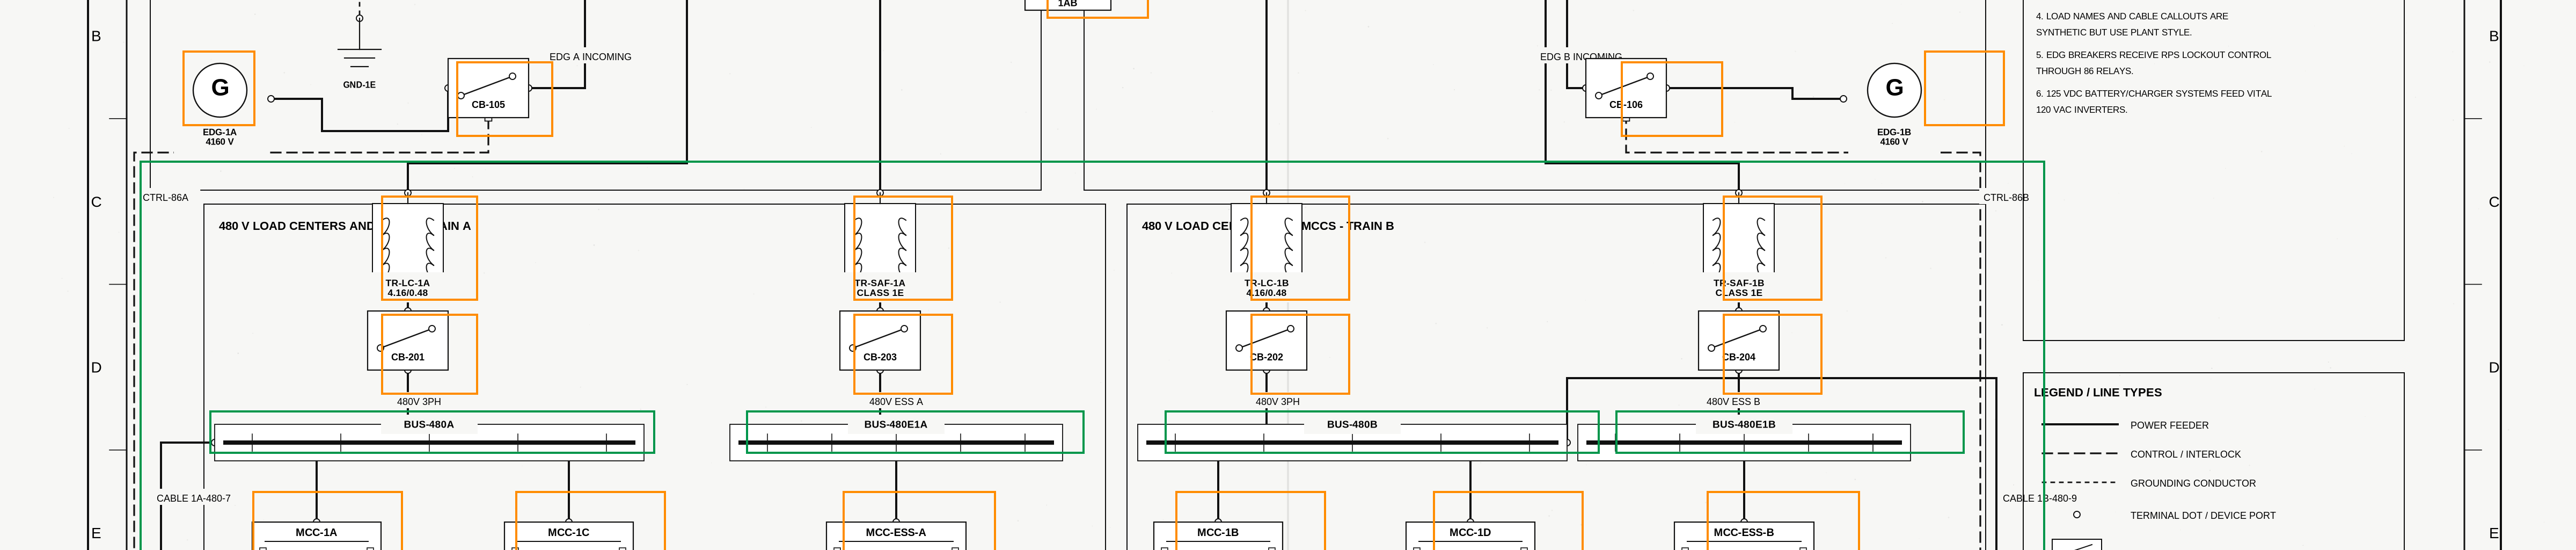 1AB
B
B
4. LOAD NAMES AND CABLE CALLOUTS ARE
SYNTHETIC BUT USE PLANT STYLE.
5. EDG BREAKERS RECEIVE RPS LOCKOUT CONTROL
THROUGH 86 RELAYS.
6. 125 VDC BATTERY/CHARGER SYSTEMS FEED VITAL
120 VAC INVERTERS.
EDG A INCOMING
EDG B INCOMING
G
GND-1E
CB-105
CB-106
G
EDG-1A
4160 V
EDG-1B
4160 V
C
CTRL-86A
CTRL-86B
C
480 V LOAD CENTERS AND AIN A
480 V LOAD CE MCCS - TRAIN B
TR-LC-1A
4.16/0.48
TR-SAF-1A
CLASS 1E
TR-LC-1B
4.16/0.48
TR-SAF-1B
CLASS 1E
D
CB-201
CB-203
CB-202
CB-204
D
480V 3PH
480V ESS A
480V 3PH
480V ESS B
LEGEND / LINE TYPES
BUS-480A
BUS-480E1A
BUS-480B
BUS-480E1B
POWER FEEDER
CONTROL / INTERLOCK
GROUNDING CONDUCTOR
CABLE 1A-480-7
CABLE 1B-480-9
TERMINAL DOT / DEVICE PORT
E
MCC-1A
MCC-1C
MCC-ESS-A
MCC-1B
MCC-1D
MCC-ESS-B
E